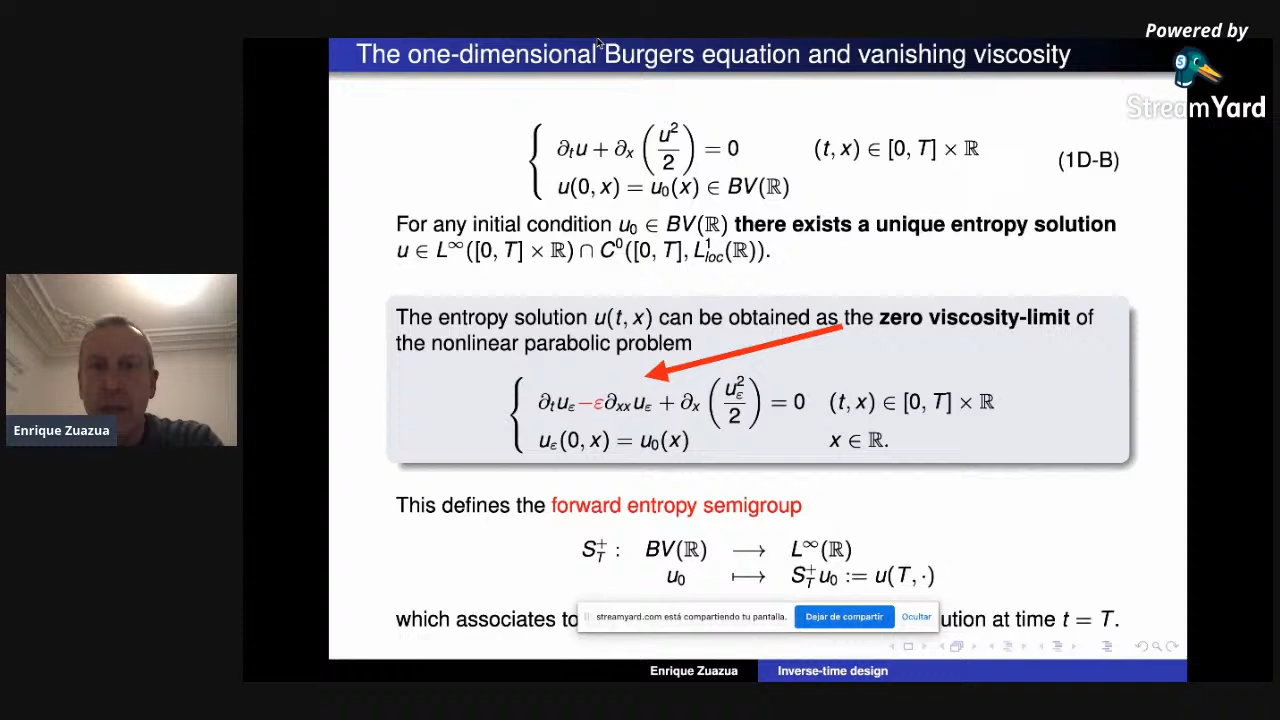 Powered by
StreamYard
The one-dimensional Burgers equation and vanishing viscosity
∂ₜu + ∂ₓ (u²/2) = 0 (t, x) ∈ [0, T] × ℝ
(1D-B)
u(0, x) = u₀(x) ∈ BV(ℝ)
For any initial condition u₀ ∈ BV(ℝ) there exists a unique entropy solution
u ∈ L^∞([0, T] × ℝ) ∩ C⁰([0, T], L¹_loc(ℝ)).
The entropy solution u(t, x) can be obtained as the zero viscosity-limit of
the nonlinear parabolic problem
∂ₜu_ε −ε∂ₓₓu_ε + ∂ₓ (u_ε²/2) = 0 (t, x) ∈ [0, T] × ℝ
u_ε(0, x) = u₀(x) x ∈ ℝ.
Enrique Zuazua
This defines the forward entropy semigroup
S_T^+ : BV(ℝ) ⟶ L^∞(ℝ)
u₀ ⟼ S_T^+ u₀ := u(T, ·)
which associates to
streamyard.com está compartiendo tu pantalla. Dejar de compartir Ocultar
ution at time t = T.
Enrique Zuazua Inverse-time design